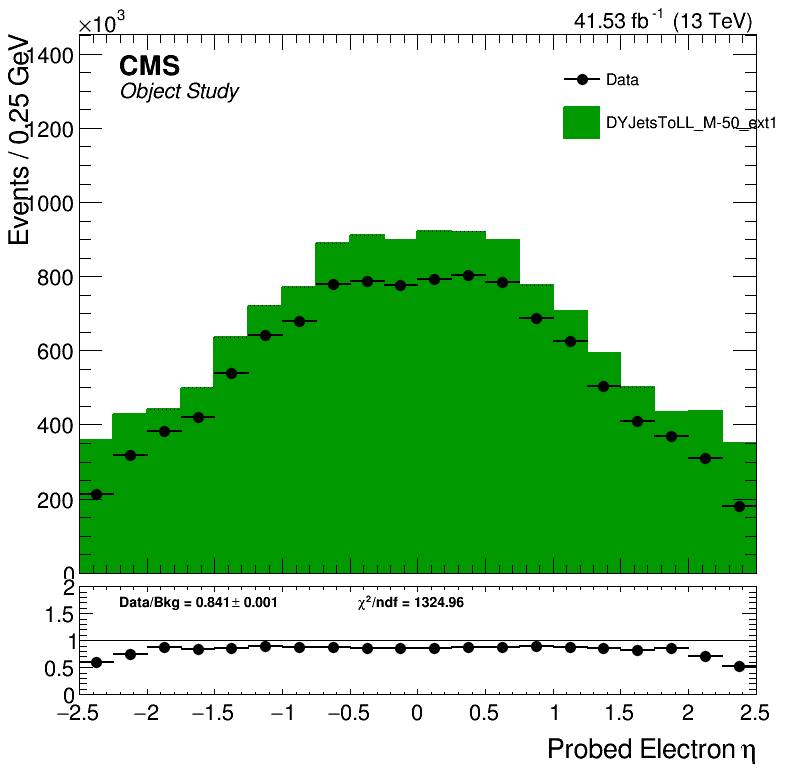 ×10³
41.53 fb⁻¹ (13 TeV)
Events / 0.25 GeV
1400
1200
1000
800
600
400
200
0
CMS
Object Study
Data
DYJetsToLL_M-50_ext1
2
1.5
1
0.5
0
Data/Bkg = 0.841± 0.001
χ²/ndf = 1324.96
−2.5 −2 −1.5 −1 −0.5 0 0.5 1 1.5 2 2.5
Probed Electron η